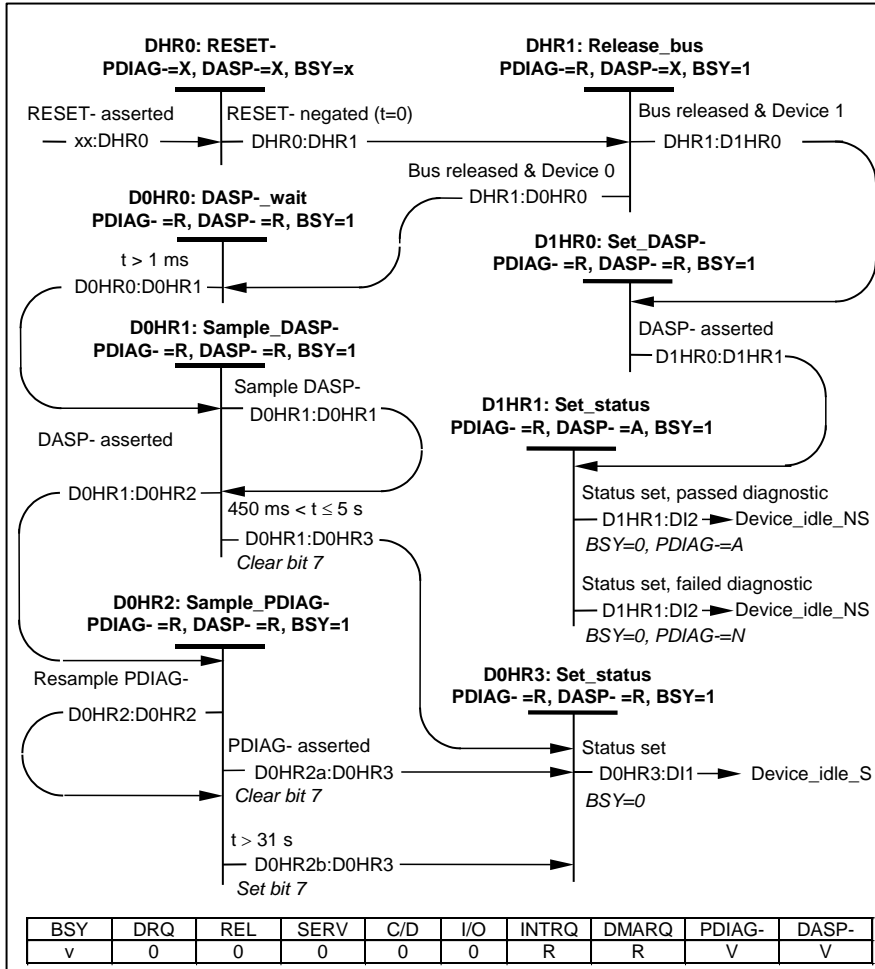 DHR0: RESET-
PDIAG-=X, DASP-=X, BSY=x
RESET- asserted
xx:DHR0
RESET- negated (t=0)
DHR0:DHR1
DHR1: Release_bus
PDIAG-=R, DASP-=X, BSY=1
Bus released & Device 1
DHR1:D1HR0
Bus released & Device 0
DHR1:D0HR0
D0HR0: DASP-_wait
PDIAG- =R, DASP- =R, BSY=1
t > 1 ms
D0HR0:D0HR1
D1HR0: Set_DASP-
PDIAG- =R, DASP- =R, BSY=1
DASP- asserted
D1HR0:D1HR1
D0HR1: Sample_DASP-
PDIAG- =R, DASP- =R, BSY=1
Sample DASP-
D0HR1:D0HR1
DASP- asserted
D0HR1:D0HR2
450 ms < t ≤ 5 s
D0HR1:D0HR3
Clear bit 7
D1HR1: Set_status
PDIAG- =R, DASP- =A, BSY=1
Status set, passed diagnostic
D1HR1:DI2 Device_idle_NS
BSY=0, PDIAG-=A
Status set, failed diagnostic
D1HR1:DI2 Device_idle_NS
BSY=0, PDIAG-=N
D0HR2: Sample_PDIAG-
PDIAG- =R, DASP- =R, BSY=1
Resample PDIAG-
D0HR2:D0HR2
PDIAG- asserted
D0HR2a:D0HR3
Clear bit 7
t > 31 s
D0HR2b:D0HR3
Set bit 7
D0HR3: Set_status
PDIAG- =R, DASP- =R, BSY=1
Status set
D0HR3:DI1 Device_idle_S
BSY=0
BSY DRQ REL SERV C/D I/O INTRQ DMARQ PDIAG- DASP-
v 0 0 0 0 0 R R V V